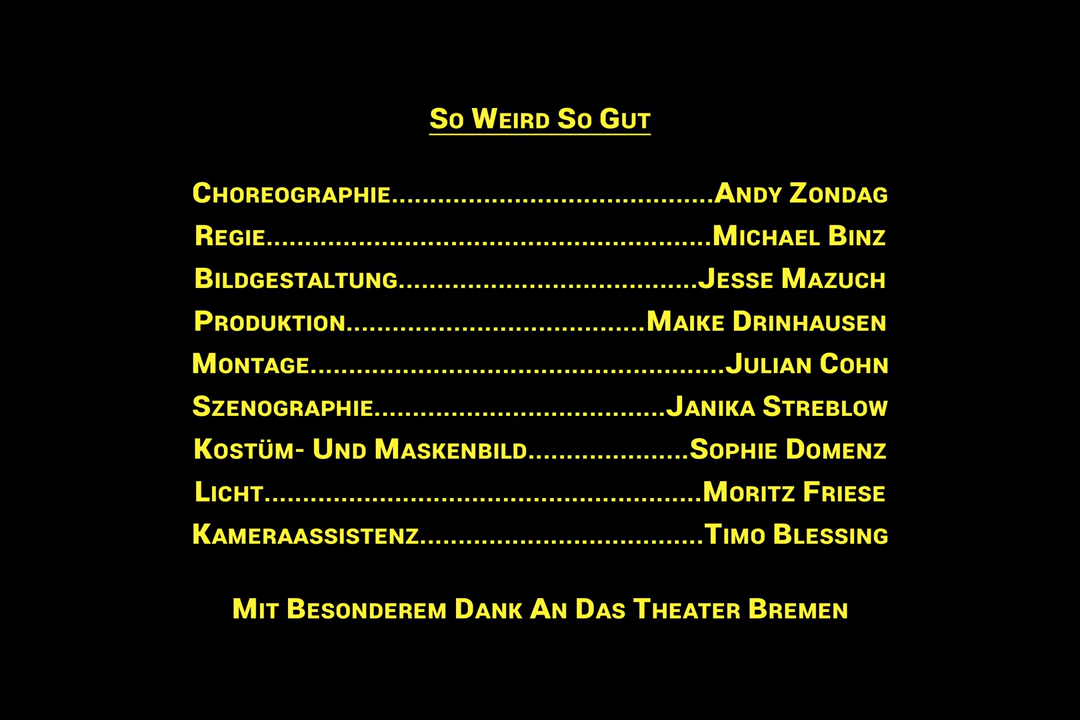 So Weird So Gut
Choreographie..........................................Andy Zondag
Regie..........................................................Michael Binz
Bildgestaltung.......................................Jesse Mazuch
Produktion.......................................Maike Drinhausen
Montage......................................................Julian Cohn
Szenographie......................................Janika Streblow
Kostüm- Und Maskenbild.....................Sophie Domenz
Licht.........................................................Moritz Friese
Kameraassistenz.....................................Timo Blessing
Mit Besonderem Dank An Das Theater Bremen